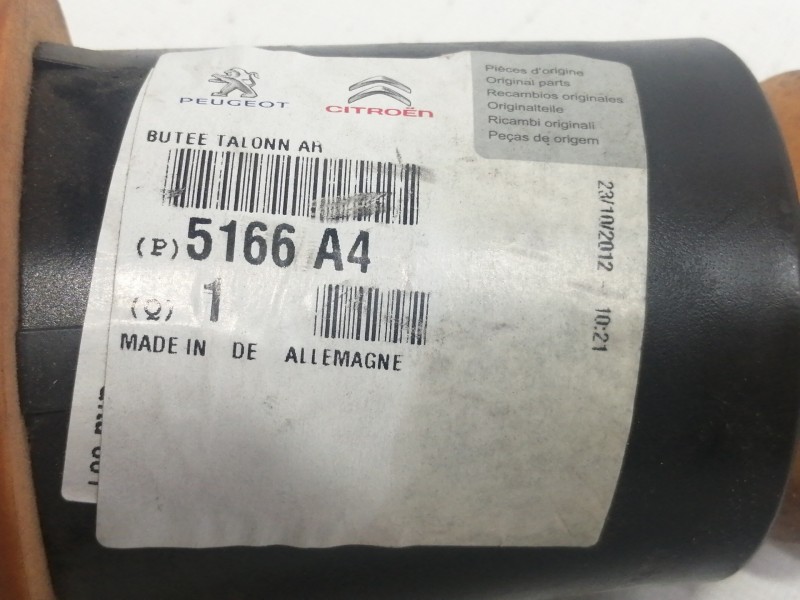 PEUGEOT
CITROËN
Pièces d'origine
Original parts
Recambios originales
Originalteile
Ricambi originali
Peças de origem
BUTEE TALONN AR
(P) 5166 A4
(Q) 1
MADE IN DE ALLEMAGNE
23/10/2012 10:21